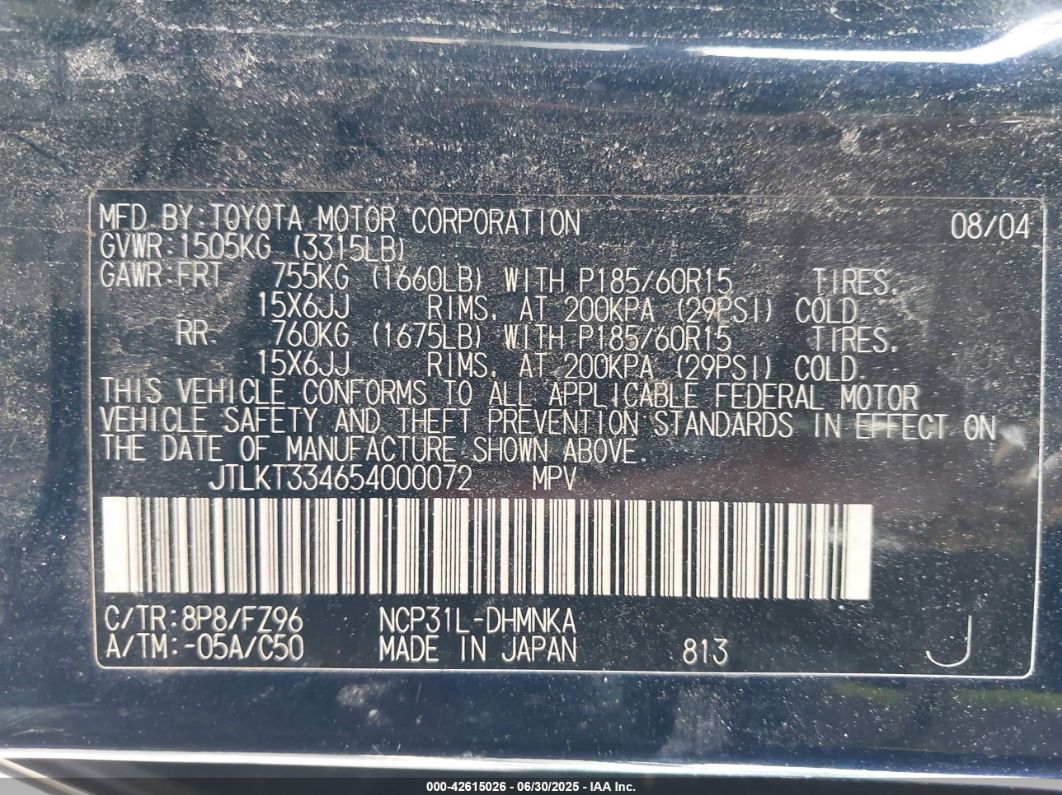 MFD BY:TOYOTA MOTOR CORPORATION 08/04
GVWR:1505KG (3315LB)
GAWR:FRT 755KG (1660LB) WITH P185/60R15 TIRES.
15X6JJ RIMS. AT 200KPA (29PSI) COLD
RR. 760KG (1675LB) WITH P185/60R15 TIRES.
15X6JJ RIMS. AT 200KPA (29PSI) COLD
THIS VEHICLE CONFORMS TO ALL APPLICABLE FEDERAL MOTOR
VEHICLE SAFETY AND THEFT PREVENTION STANDARDS IN EFFECT ON
THE DATE OF MANUFACTURE SHOWN ABOVE.
JTLKT334654000072 MPV
C/TR:8P8/FZ96 NCP31L-DHMNKA
A/TM:-05A/C50 MADE IN JAPAN 813 J
000-42615026 - 06/30/2025 - IAA Inc.